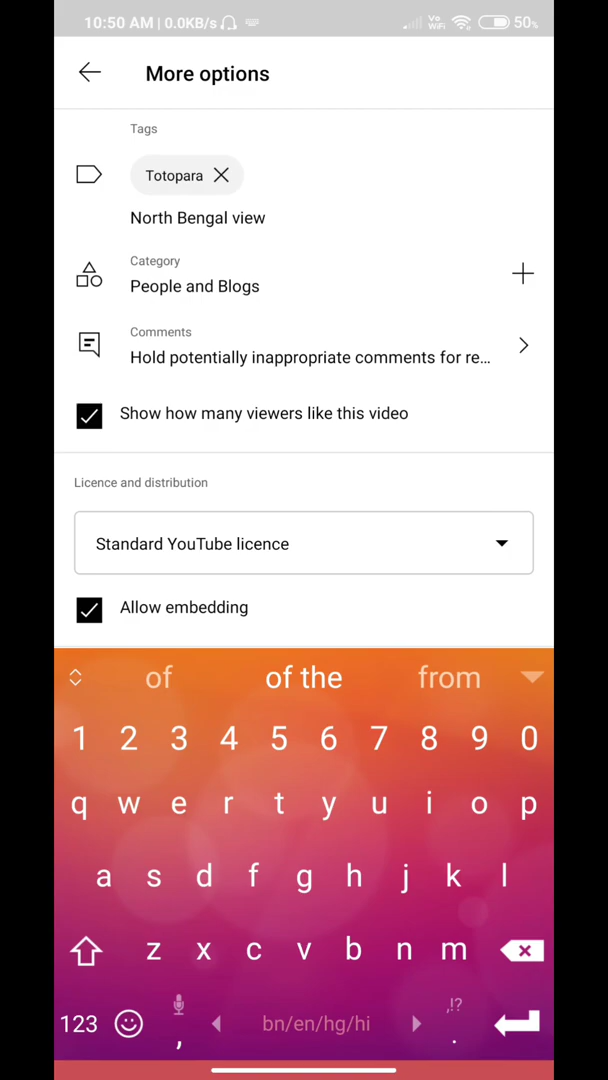 10:50 AM | 0.0KB/s Vo WiFi 50%
More options
Tags
Totopara
North Bengal view
Category
People and Blogs
Comments
Hold potentially inappropriate comments for re...
Show how many viewers like this video
Licence and distribution
Standard YouTube licence
Allow embedding
of of the from
1 2 3 4 5 6 7 8 9 0
q w e r t y u i o p
a s d f g h j k l
z x c v b n m
123 , bn/en/hg/hi ,!? .